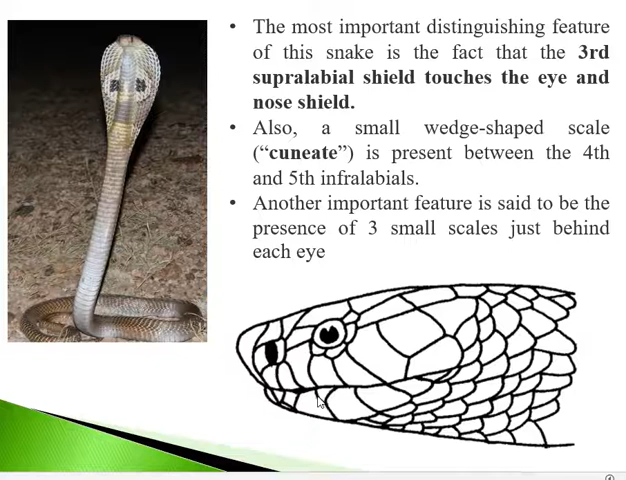 • The most important distinguishing feature
of this snake is the fact that the 3rd
supralabial shield touches the eye and
nose shield.
• Also, a small wedge-shaped scale
(“cuneate”) is present between the 4th
and 5th infralabials.
• Another important feature is said to be the
presence of 3 small scales just behind
each eye